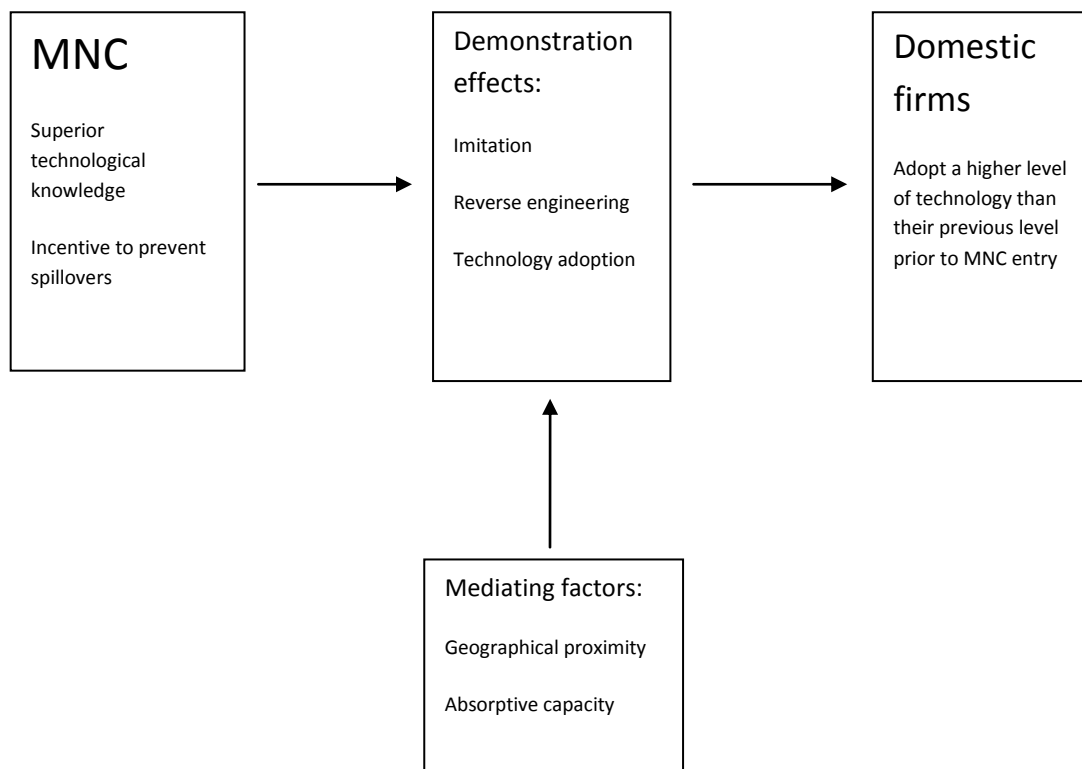 MNC
Superior
technological
knowledge
Incentive to prevent
spillovers
Demonstration
effects:
Imitation
Reverse engineering
Technology adoption
Domestic
firms
Adopt a higher level
of technology than
their previous level
prior to MNC entry
Mediating factors:
Geographical proximity
Absorptive capacity